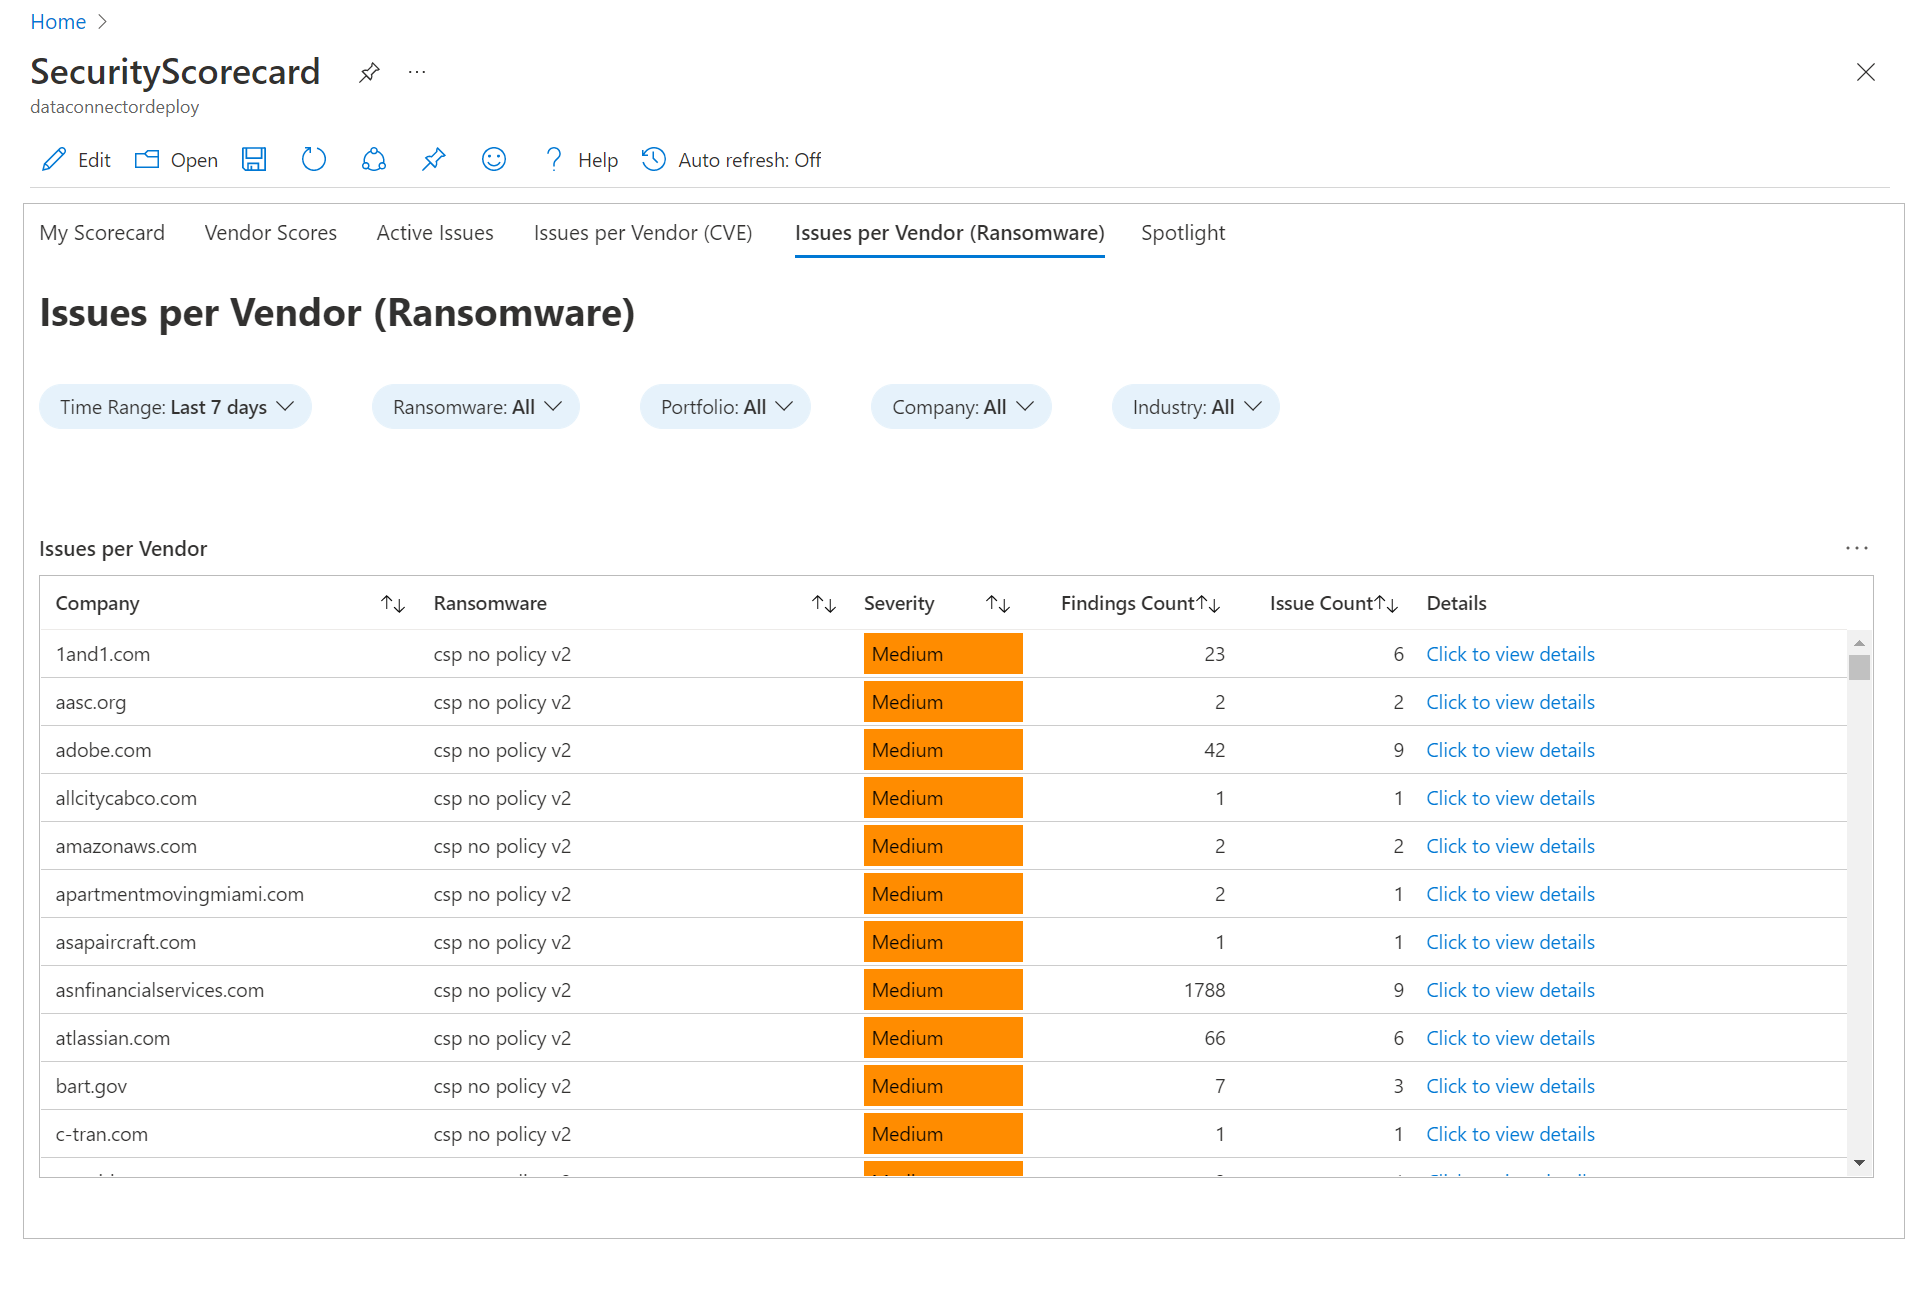 Home
SecurityScorecard
dataconnectordeploy
Edit Open Help Auto refresh: Off
My Scorecard Vendor Scores Active Issues Issues per Vendor (CVE) Issues per Vendor (Ransomware) Spotlight
Issues per Vendor (Ransomware)
Time Range: Last 7 days Ransomware: All Portfolio: All Company: All Industry: All
Issues per Vendor
Company Ransomware Severity Findings Count Issue Count Details
1and1.com csp no policy v2 Medium 23 6 Click to view details
aasc.org csp no policy v2 Medium 2 2 Click to view details
adobe.com csp no policy v2 Medium 42 9 Click to view details
allcitycabco.com csp no policy v2 Medium 1 1 Click to view details
amazonaws.com csp no policy v2 Medium 2 2 Click to view details
apartmentmovingmiami.com csp no policy v2 Medium 2 1 Click to view details
asapaircraft.com csp no policy v2 Medium 1 1 Click to view details
asnfinancialservices.com csp no policy v2 Medium 1788 9 Click to view details
atlassian.com csp no policy v2 Medium 66 6 Click to view details
bart.gov csp no policy v2 Medium 7 3 Click to view details
c-tran.com csp no policy v2 Medium 1 1 Click to view details